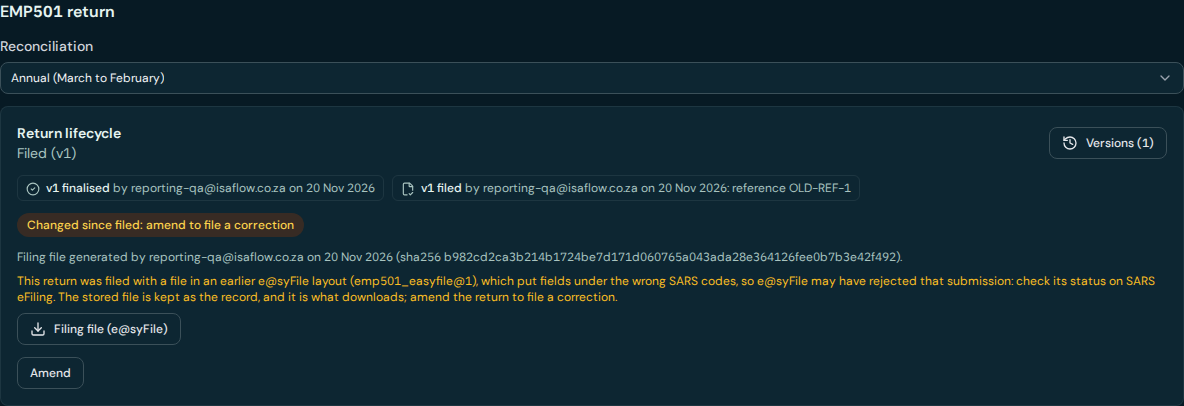 EMP501 return
Reconciliation
Annual (March to February)
Return lifecycle
Filed (v1)
Versions (1)
v1 finalised by reporting-qa@isaflow.co.za on 20 Nov 2026
v1 filed by reporting-qa@isaflow.co.za on 20 Nov 2026: reference OLD-REF-1
Changed since filed: amend to file a correction
Filing file generated by reporting-qa@isaflow.co.za on 20 Nov 2026 (sha256 b982cd2ca3b214b1724be7d171d060765a043ada28e364126fee0b7b3e42f492).
This return was filed with a file in an earlier e@syFile layout (emp501_easyfile@1), which put fields under the wrong SARS codes, so e@syFile may have rejected that submission: check its status on SARS
eFiling. The stored file is kept as the record, and it is what downloads; amend the return to file a correction.
Filing file (e@syFile)
Amend